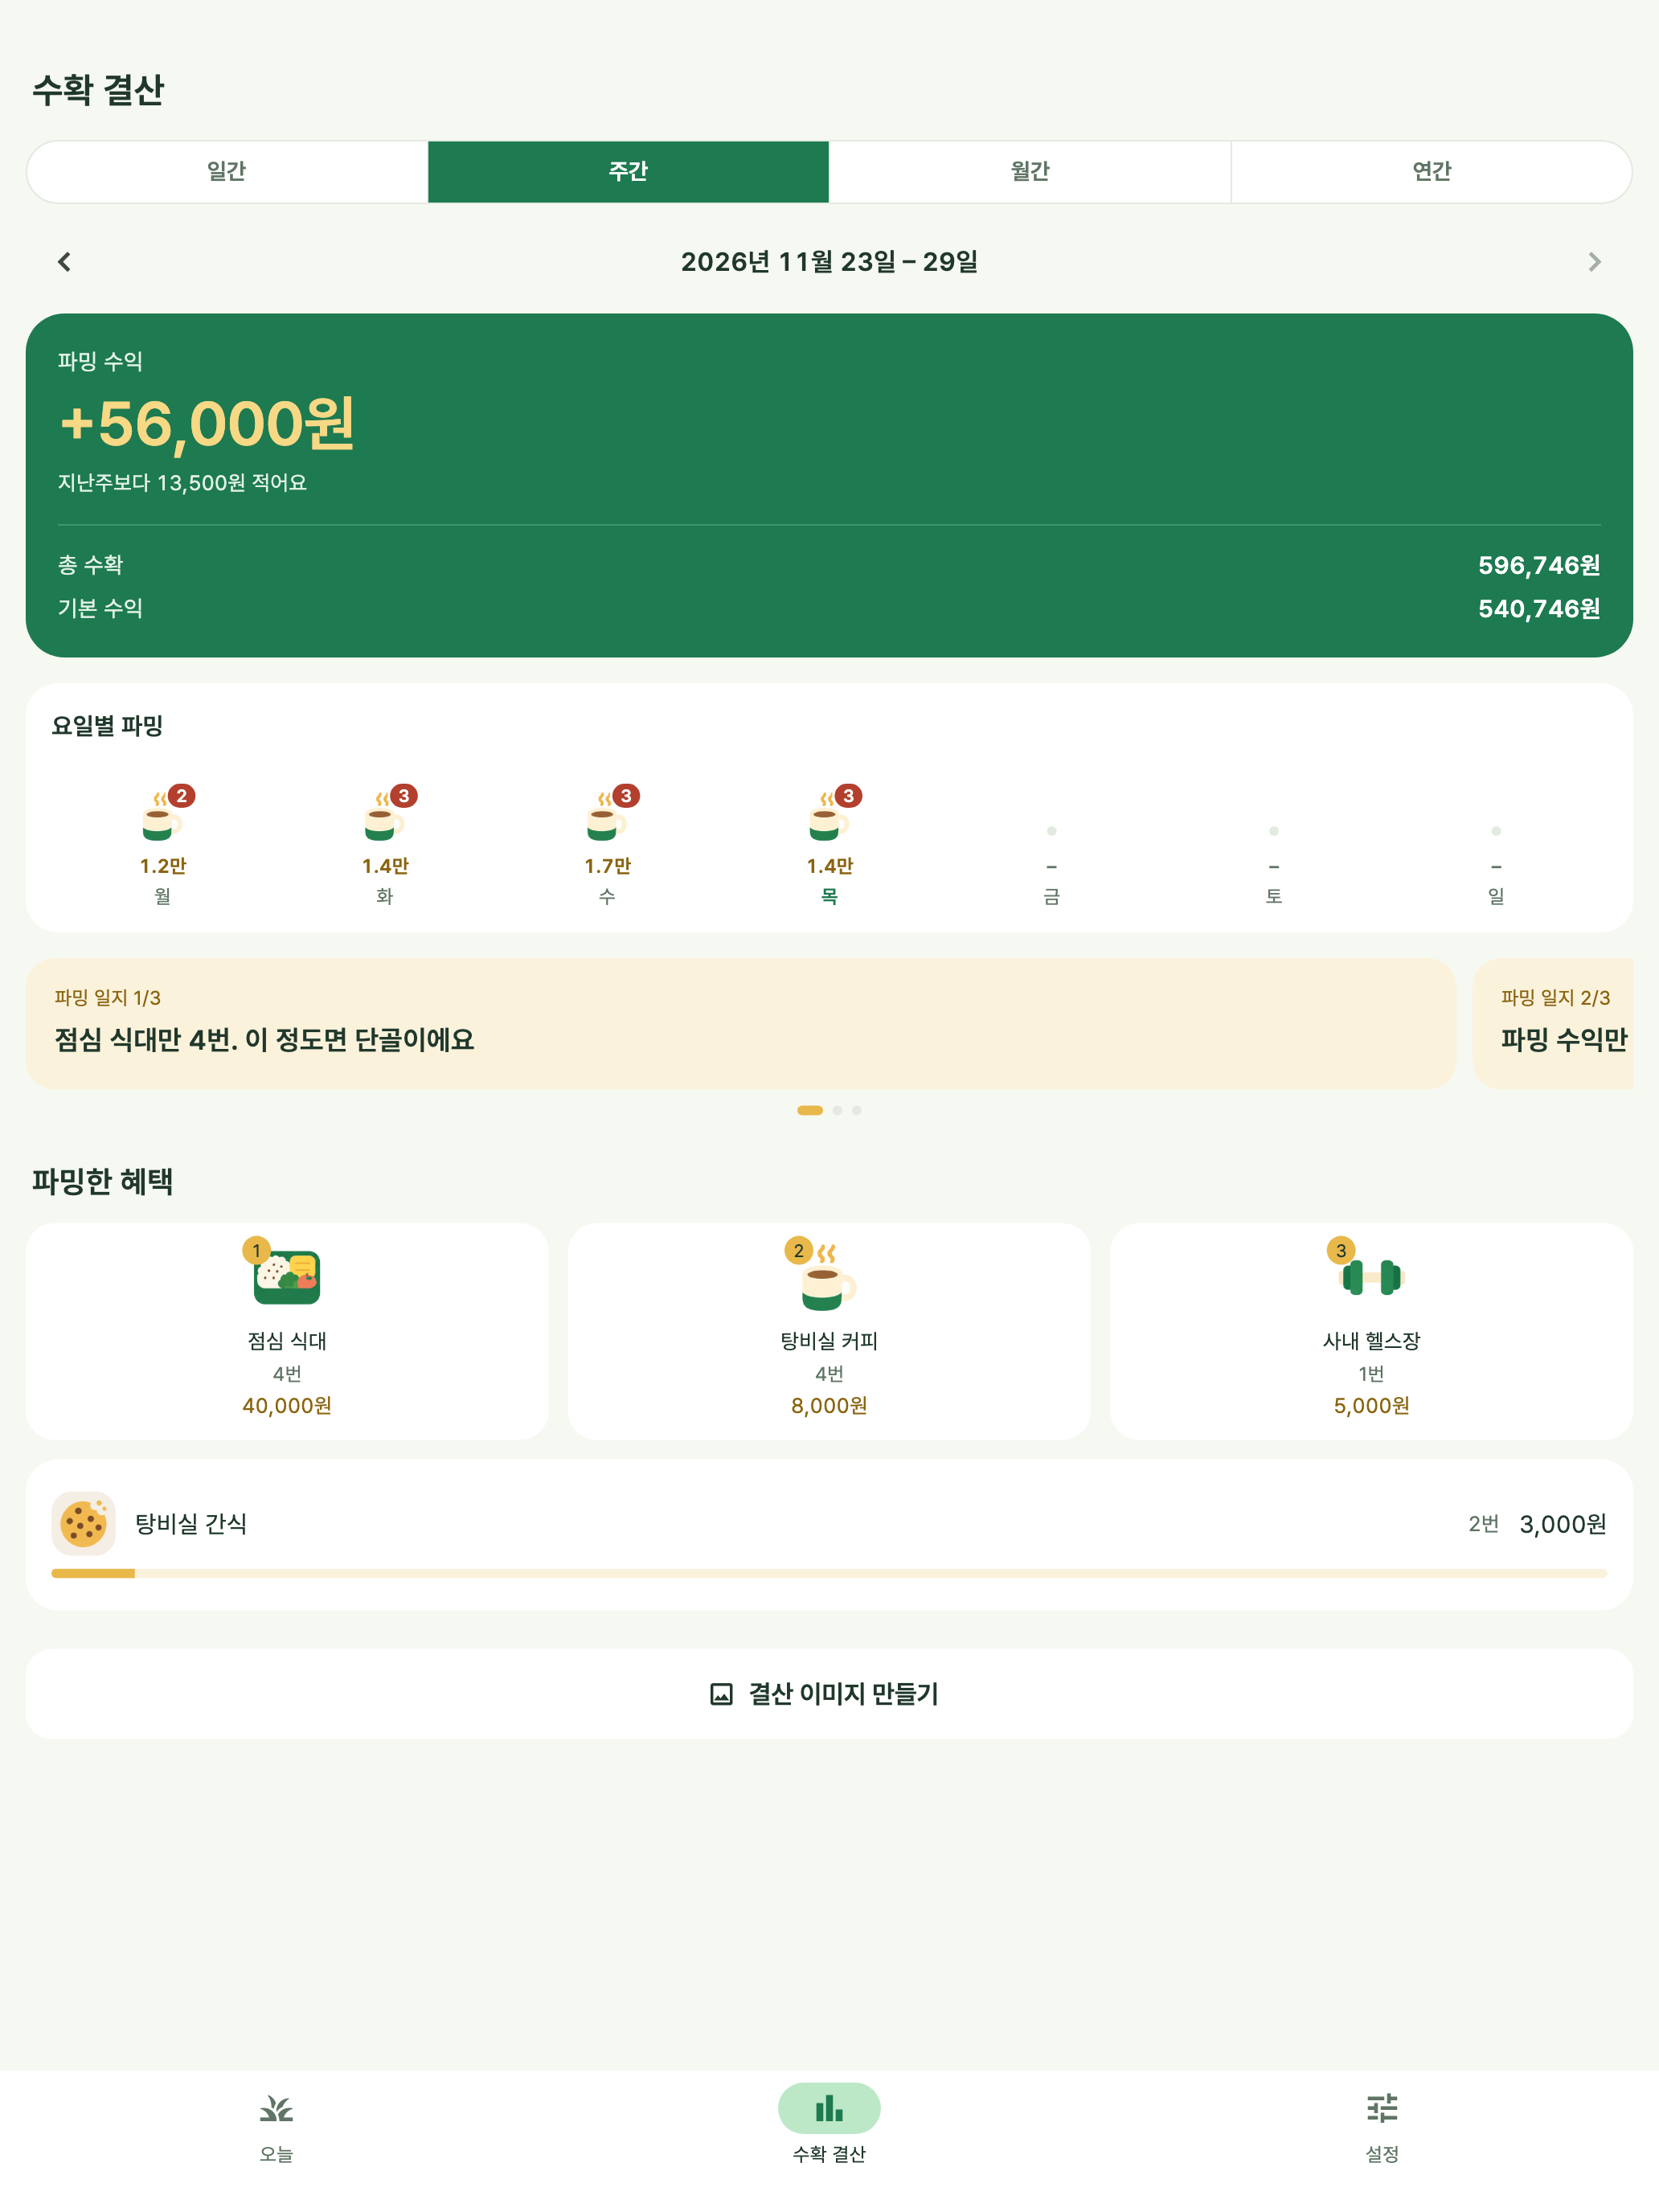 수확 결산
일간 주간 월간 연간
2026년 11월 23일 – 29일
파밍 수익
+56,000원
지난주보다 13,500원 적어요
총 수확 596,746원
기본 수익 540,746원
요일별 파밍
2 3 3 3
1.2만 1.4만 1.7만 1.4만 – – –
월 화 수 목 금 토 일
파밍 일지 1/3 파밍 일지 2/3
점심 식대만 4번. 이 정도면 단골이에요 파밍 수익만
파밍한 혜택
1 2 3
점심 식대 탕비실 커피 사내 헬스장
4번 4번 1번
40,000원 8,000원 5,000원
탕비실 간식 2번 3,000원
결산 이미지 만들기
오늘 수확 결산 설정